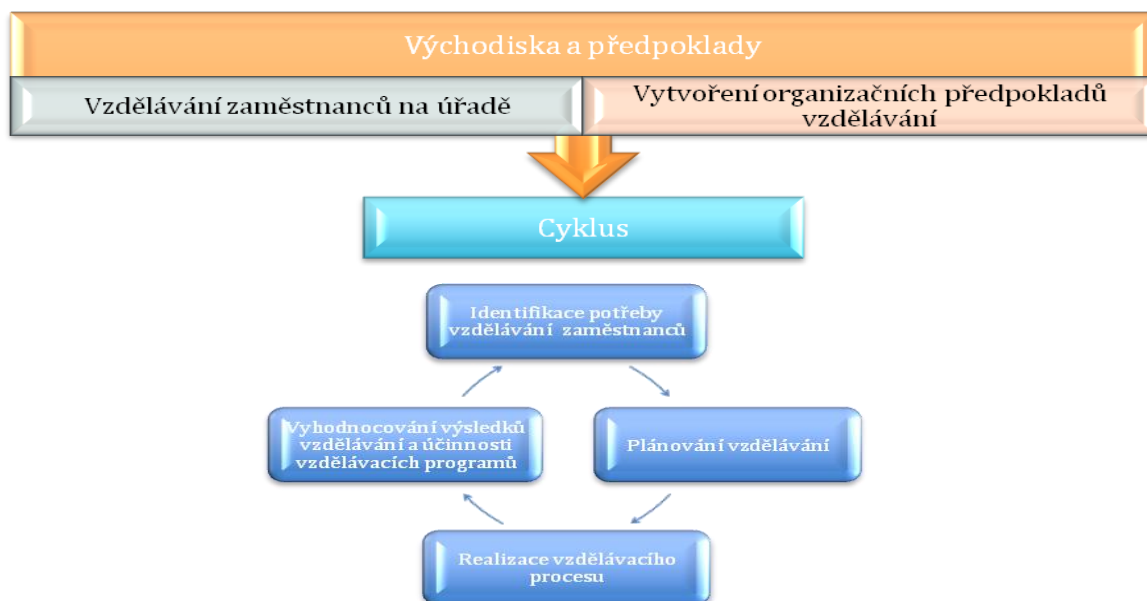 Východiska a předpoklady
Vzdělávání zaměstnanců na úřadě
Vytvoření organizačních předpokladů
vzdělávání
Cyklus
Identifikace potřeby
vzdělávání zaměstnanců
Vyhodnocování výsledků
vzdělávání a účinnosti
vzdělávacích programů
Plánování vzdělávání
Realizace vzdělávacího
procesu